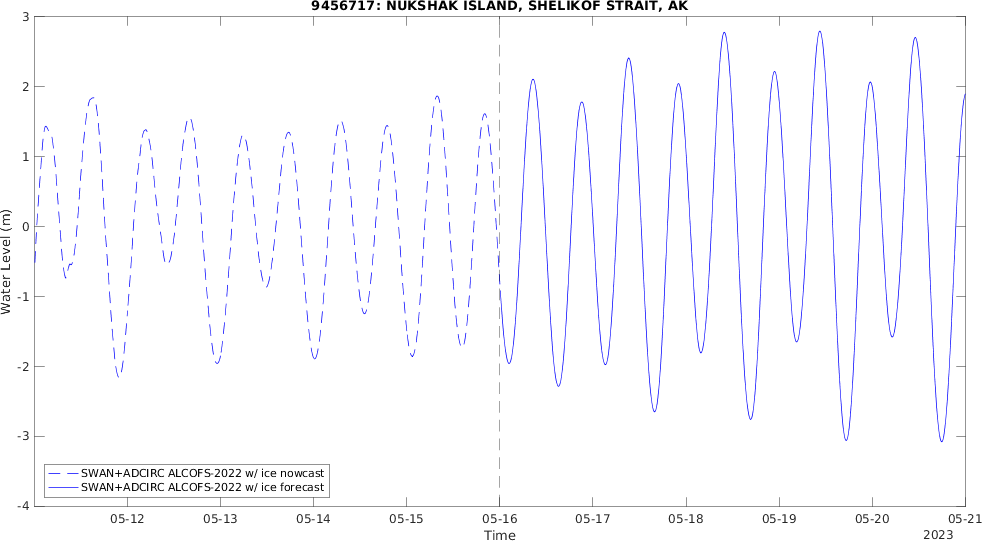 9456717: NUKSHAK ISLAND, SHELIKOF STRAIT, AK
3
2
1
0
-1
-2
-3
-4
Water Level (m)
SWAN+ADCIRC ALCOFS-2022 w/ ice nowcast
SWAN+ADCIRC ALCOFS-2022 w/ ice forecast
05-12 05-13 05-14 05-15 05-16 05-17 05-18 05-19 05-20 05-21
Time
2023